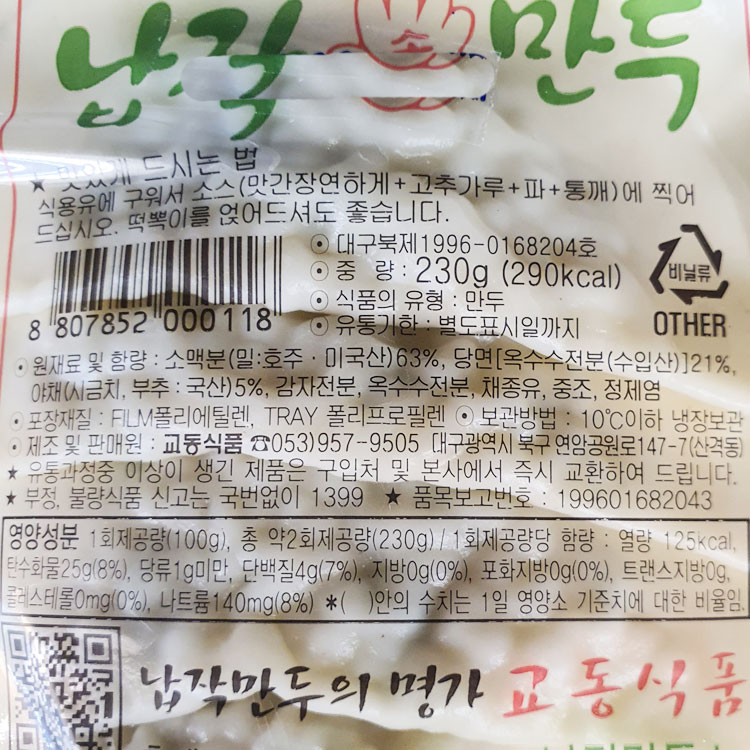 납작 손 만두
★ 맛있게 드시는 법
식용유에 구워서 소스(맛간장연하게+고추가루+파+통깨)에 찍어
드십시오. 떡뽁이를 얹어드셔도 좋습니다.
⊙ 대구북제1996-0168204호
⊙ 중 량 : 230g (290kcal)
⊙ 식품의 유형 : 만두
⊙ 유통기한 : 별도표시일까지
8 807852 000118
비닐류
OTHER
⊙ 원재료 및 함량 : 소맥분(밀:호주·미국산)63%, 당면[옥수수전분(수입산)]21%,
야채(시금치, 부추 : 국산)5%, 감자전분, 옥수수전분, 채종유, 중조, 정제염
⊙ 포장재질 : FILM폴리에틸렌, TRAY 폴리프로필렌 ⊙ 보관방법 : 10℃이하 냉장보관
⊙ 제조 및 판매원 : 교동식품 ☎053)957-9505 대구광역시 북구 연암공원로147-7(산격동)
★ 유통과정중 이상이 생긴 제품은 구입처 및 본사에서 즉시 교환하여 드립니다.
★ 부정, 불량식품 신고는 국번없이 1399 ★ 품목보고번호 : 199601682043
영양성분 1회제공량(100g), 총 약2회제공량(230g)/1회제공량당 함량 : 열량 125kcal,
탄수화물25g(8%), 당류1g미만, 단백질4g(7%), 지방0g(0%), 포화지방0g(0%), 트랜스지방0g,
콜레스테롤0mg(0%), 나트륨140mg(8%) *( )안의 수치는 1일 영양소 기준치에 대한 비율임.
납작만두의 명가 교동식품